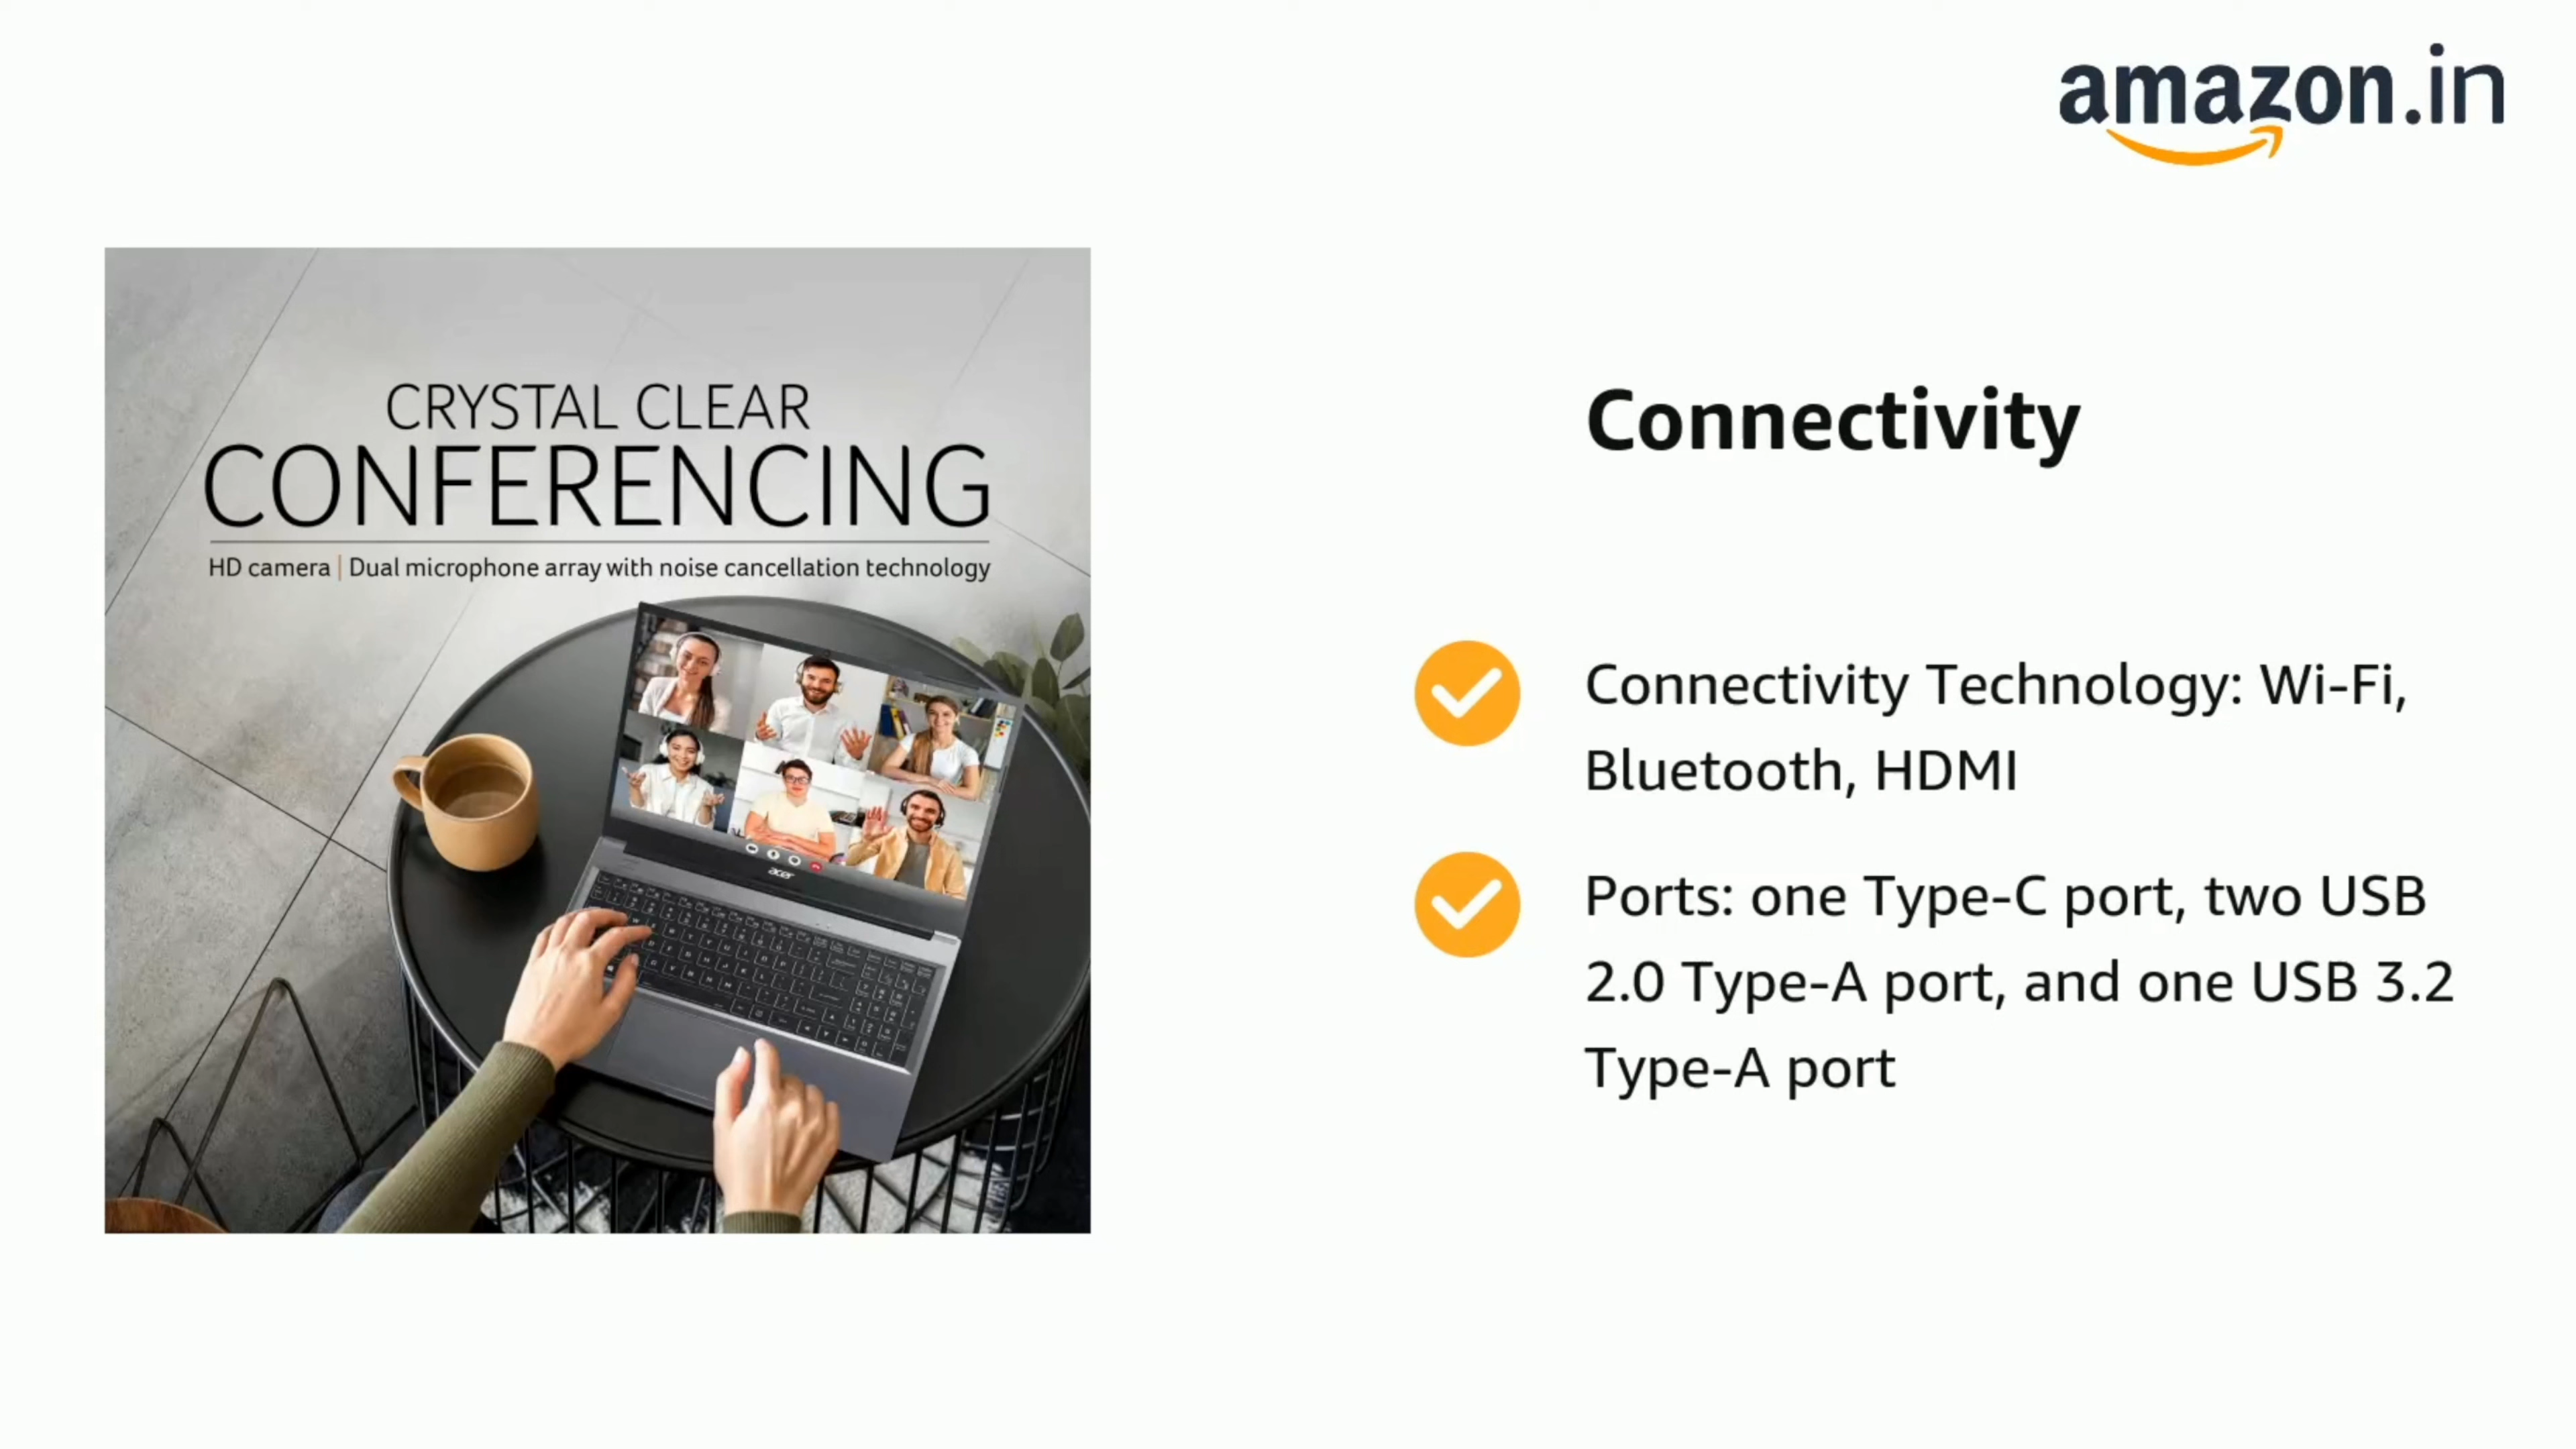 amazon.in
CRYSTAL CLEAR
CONFERENCING
HD camera | Dual microphone array with noise cancellation technology
acer
Connectivity
Connectivity Technology: Wi-Fi,
Bluetooth, HDMI
Ports: one Type-C port, two USB
2.0 Type-A port, and one USB 3.2
Type-A port